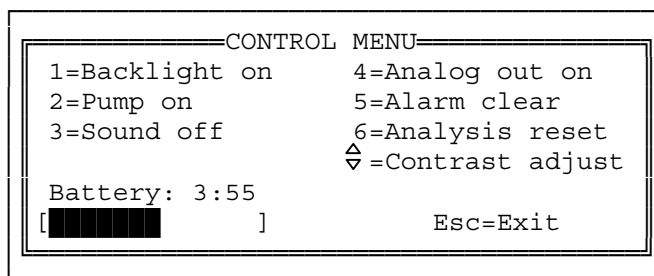 CONTROL MENU
1=Backlight on 4=Analog out on
2=Pump on 5=Alarm clear
3=Sound off 6=Analysis reset
=Contrast adjust
Battery: 3:55
[ ] Esc=Exit